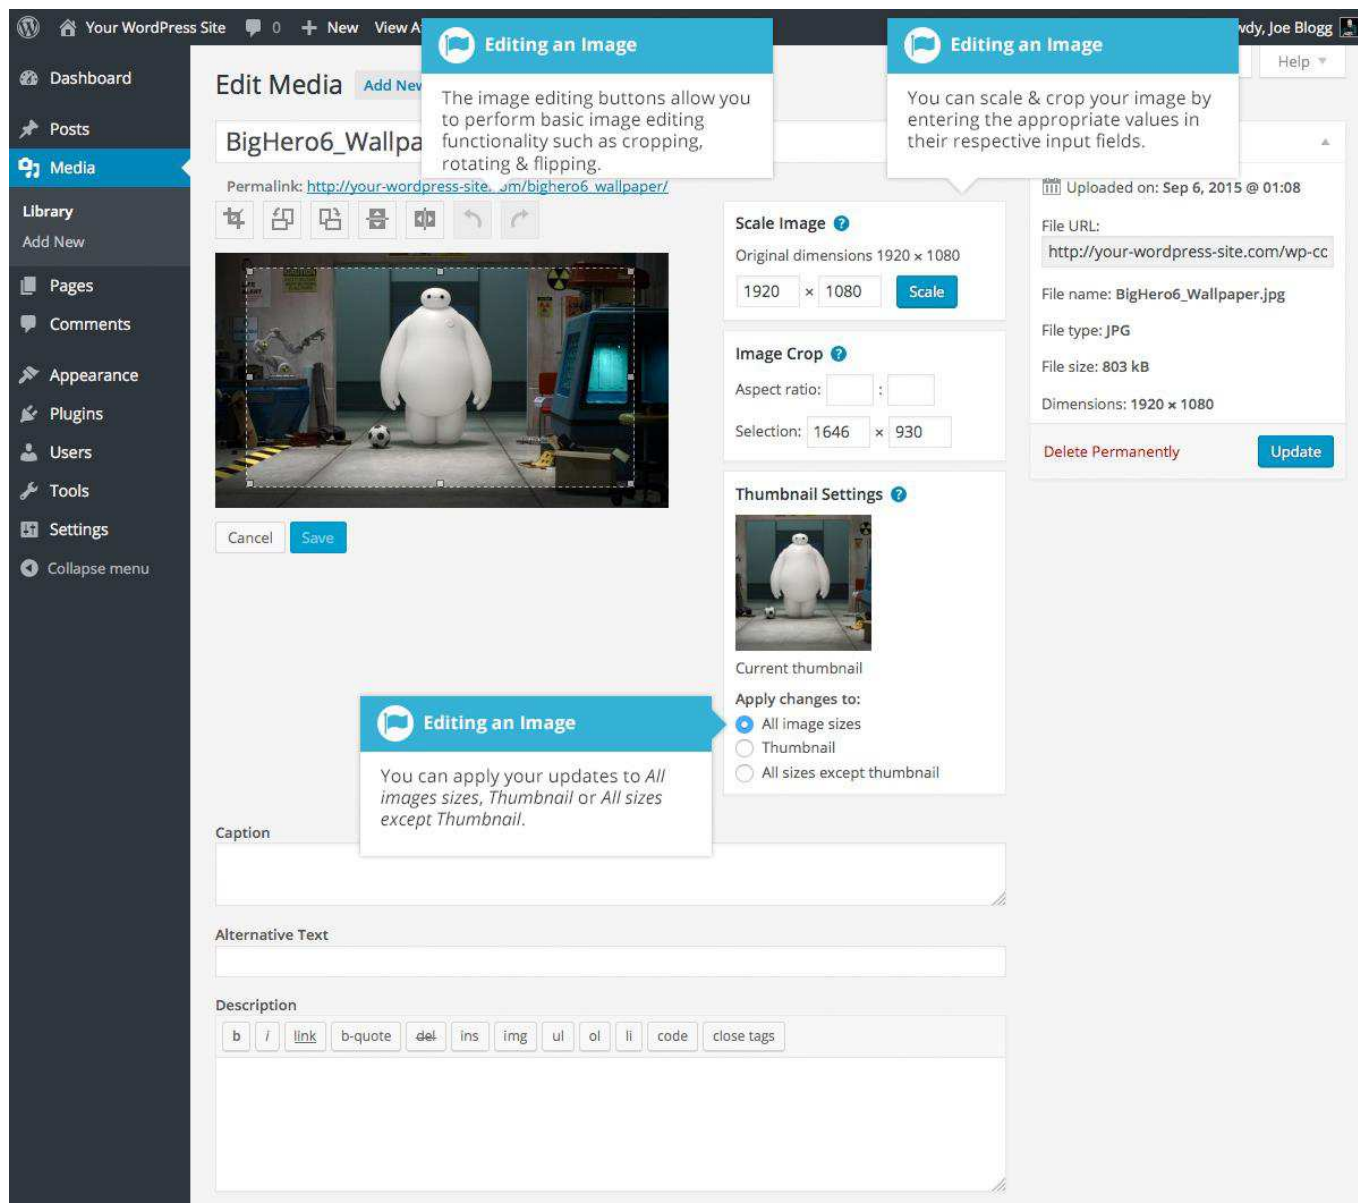 Your WordPress Site 0 New View A
wdy, Joe Blogg
Dashboard
Posts
Media
Library
Add New
Pages
Comments
Appearance
Plugins
Users
Tools
Settings
Collapse menu
Edit Media Add New
Help
BigHero6_Wallpa
Permalink: http://your-wordpress-site.com/bighero6_wallpaper/
Editing an Image
The image editing buttons allow you
to perform basic image editing
functionality such as cropping,
rotating & flipping.
Editing an Image
You can scale & crop your image by
entering the appropriate values in
their respective input fields.
Cancel Save
Scale Image
Original dimensions 1920 × 1080
1920 × 1080 Scale
Image Crop
Aspect ratio: :
Selection: 1646 × 930
Thumbnail Settings
Current thumbnail
Apply changes to:
All image sizes
Thumbnail
All sizes except thumbnail
Uploaded on: Sep 6, 2015 @ 01:08
File URL:
http://your-wordpress-site.com/wp-cc
File name: BigHero6_Wallpaper.jpg
File type: JPG
File size: 803 kB
Dimensions: 1920 × 1080
Delete Permanently Update
Editing an Image
You can apply your updates to All
images sizes, Thumbnail or All sizes
except Thumbnail.
Caption
Alternative Text
Description
b i link b-quote del ins img ul ol li code close tags